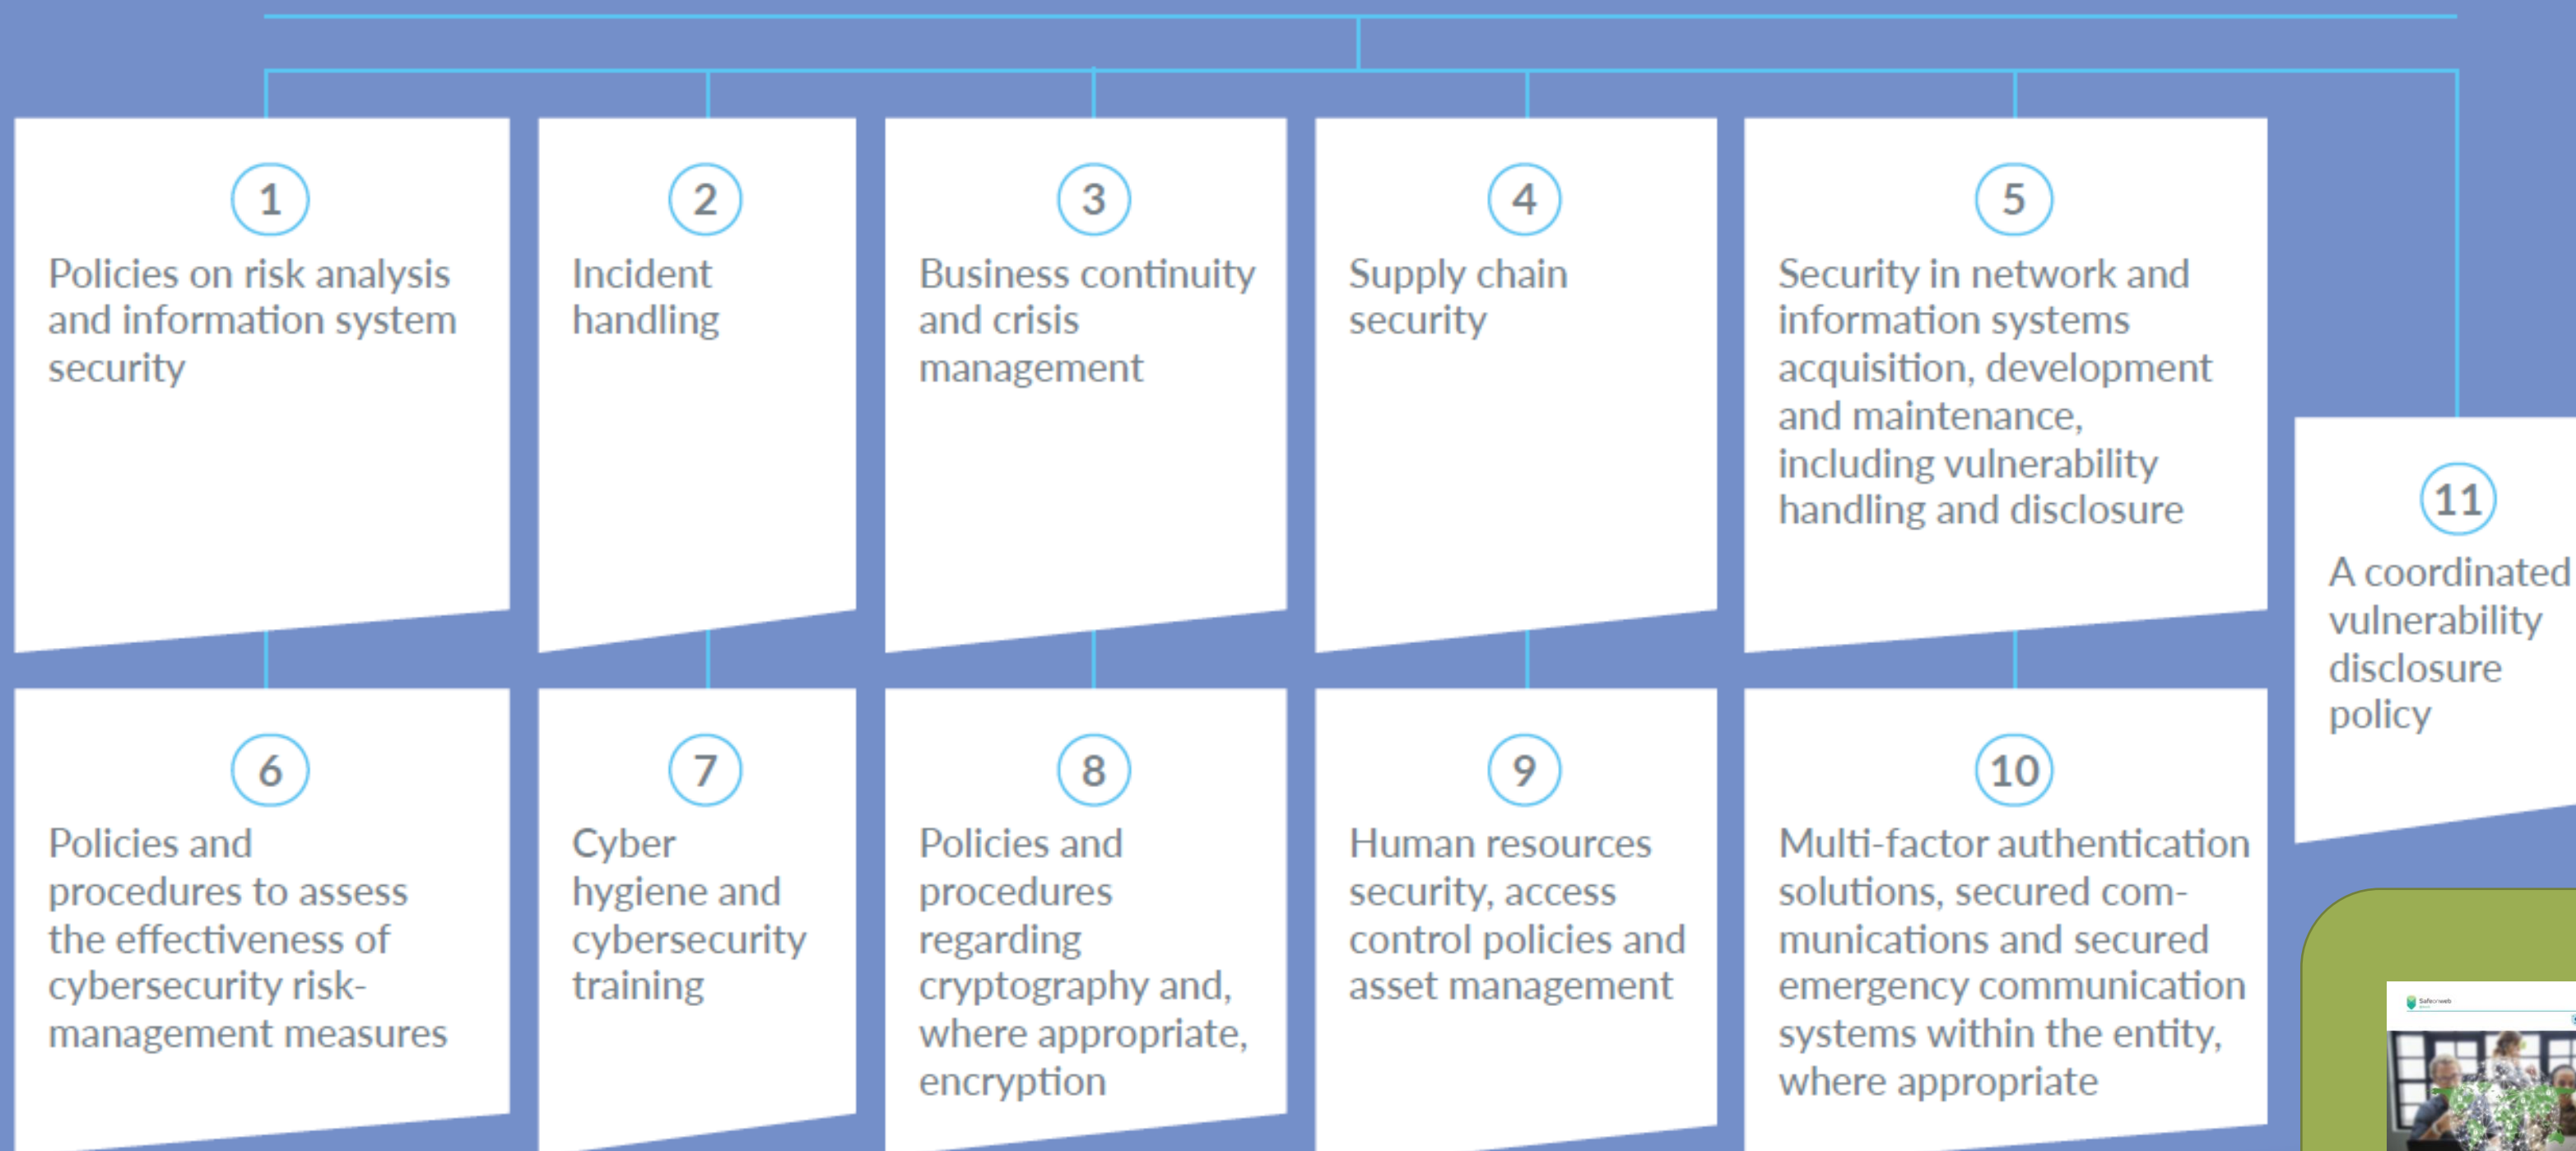 1
Policies on risk analysis
and information system
security
2
Incident
handling
3
Business continuity
and crisis
management
4
Supply chain
security
5
Security in network and
information systems
acquisition, development
and maintenance,
including vulnerability
handling and disclosure
6
Policies and
procedures to assess
the effectiveness of
cybersecurity risk-
management measures
7
Cyber
hygiene and
cybersecurity
training
8
Policies and
procedures
regarding
cryptography and,
where appropriate,
encryption
9
Human resources
security, access
control policies and
asset management
10
Multi-factor authentication
solutions, secured com-
munications and secured
emergency communication
systems within the entity,
where appropriate
11
A coordinated
vulnerability
disclosure
policy
Safeonweb